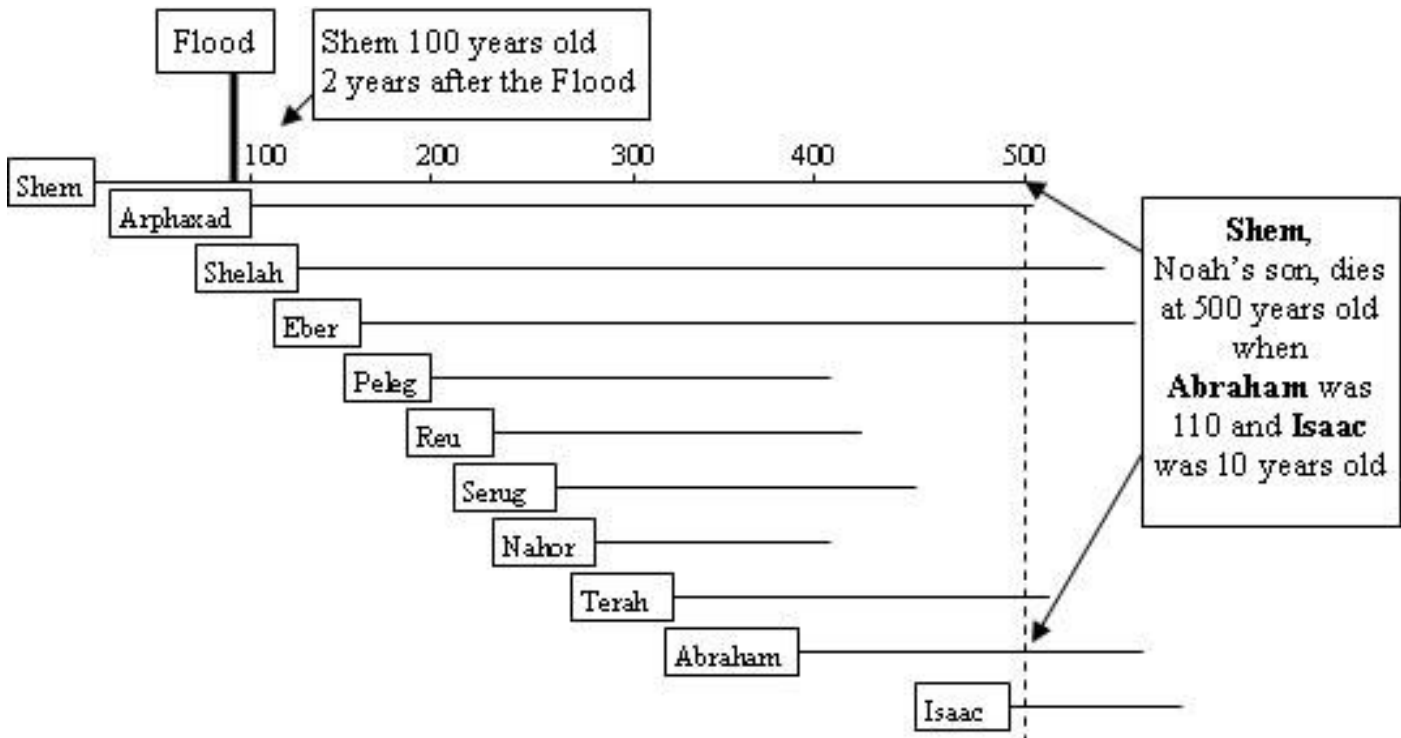 Flood
Shem 100 years old
2 years after the Flood
100 200 300 400 500
Shem
Arphaxad
Shelah
Eber
Peleg
Reu
Serug
Nahor
Terah
Abraham
Isaac
Shem,
Noah's son, dies
at 500 years old
when
Abraham was
110 and Isaac
was 10 years old